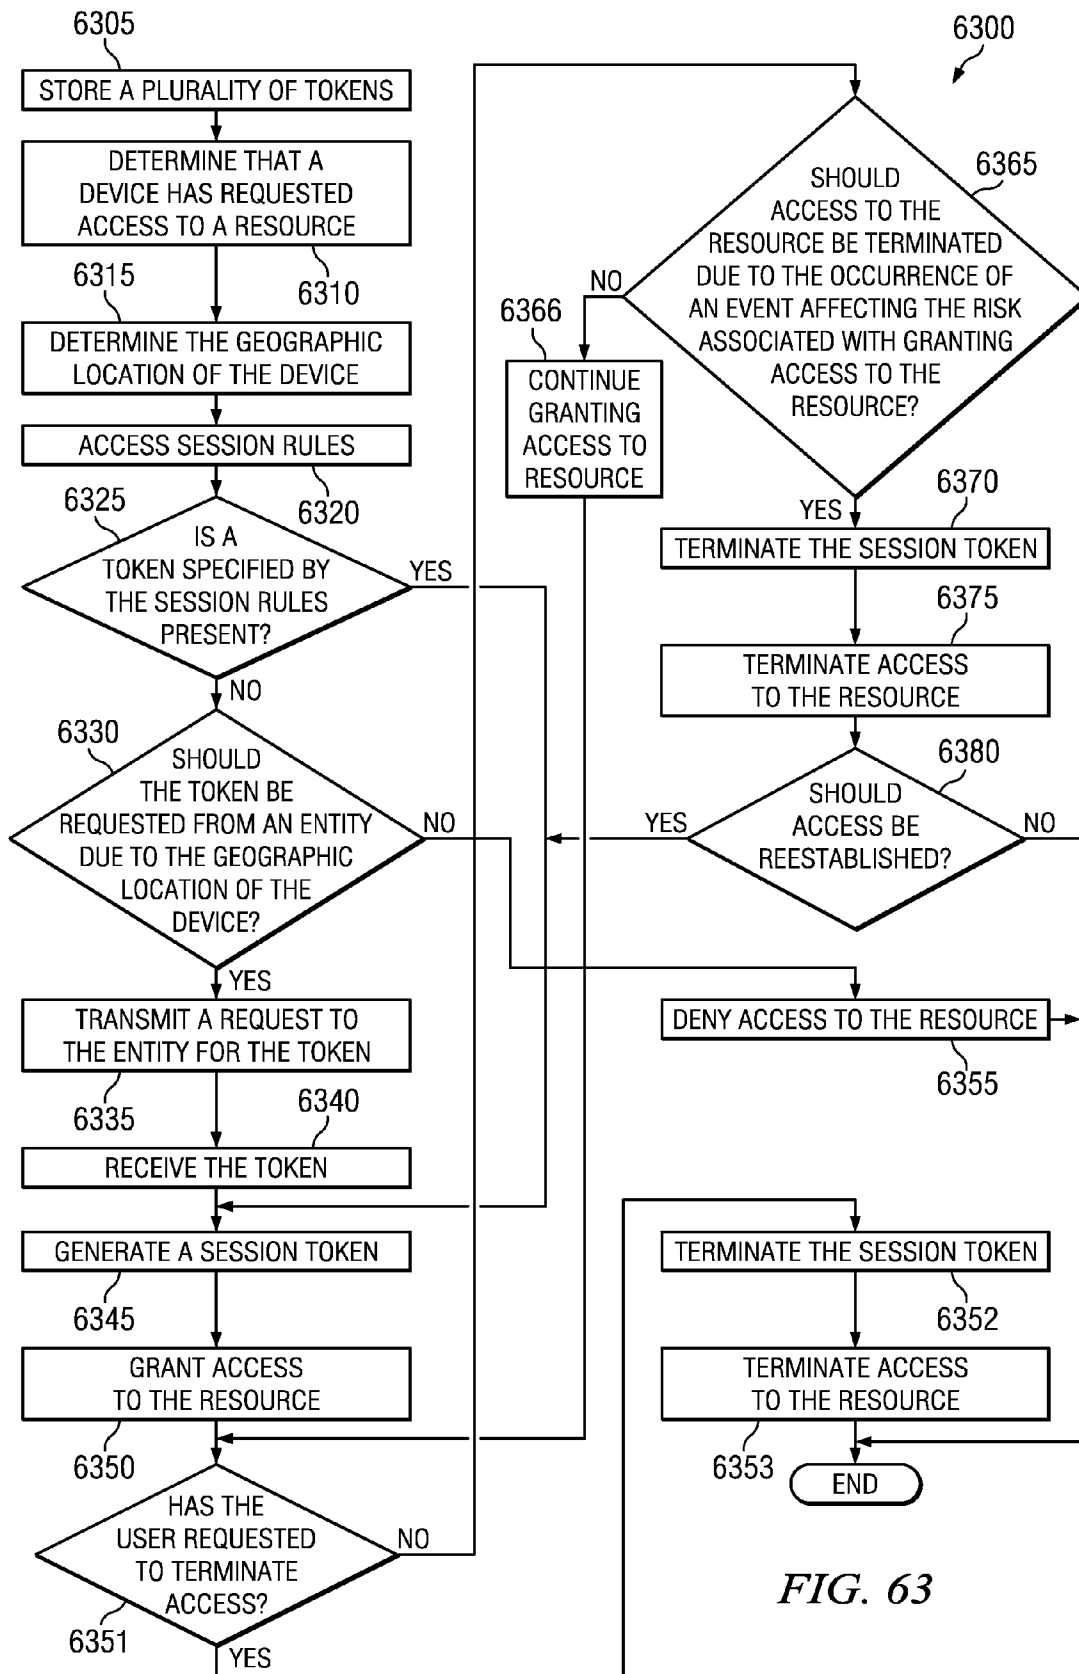 6305
STORE A PLURALITY OF TOKENS
DETERMINE THAT A
DEVICE HAS REQUESTED
ACCESS TO A RESOURCE
6310
6315
DETERMINE THE GEOGRAPHIC
LOCATION OF THE DEVICE
ACCESS SESSION RULES
6320
6325
IS A
TOKEN SPECIFIED BY
THE SESSION RULES
PRESENT?
YES
NO
6330
SHOULD
THE TOKEN BE
REQUESTED FROM AN ENTITY
DUE TO THE GEOGRAPHIC
LOCATION OF THE
DEVICE?
NO
YES
TRANSMIT A REQUEST TO
THE ENTITY FOR THE TOKEN
6335
6340
RECEIVE THE TOKEN
GENERATE A SESSION TOKEN
6345
GRANT ACCESS
TO THE RESOURCE
6350
HAS THE
USER REQUESTED
TO TERMINATE
ACCESS?
NO
6351
YES
6300
6365
SHOULD
ACCESS TO THE
RESOURCE BE TERMINATED
DUE TO THE OCCURRENCE OF
AN EVENT AFFECTING THE RISK
ASSOCIATED WITH GRANTING
ACCESS TO THE
RESOURCE?
NO
6366
CONTINUE
GRANTING
ACCESS TO
RESOURCE
YES
6370
TERMINATE THE SESSION TOKEN
6375
TERMINATE ACCESS
TO THE RESOURCE
6380
SHOULD
ACCESS BE
REESTABLISHED?
YES
NO
DENY ACCESS TO THE RESOURCE
6355
TERMINATE THE SESSION TOKEN
6352
TERMINATE ACCESS
TO THE RESOURCE
6353
END
FIG. 63